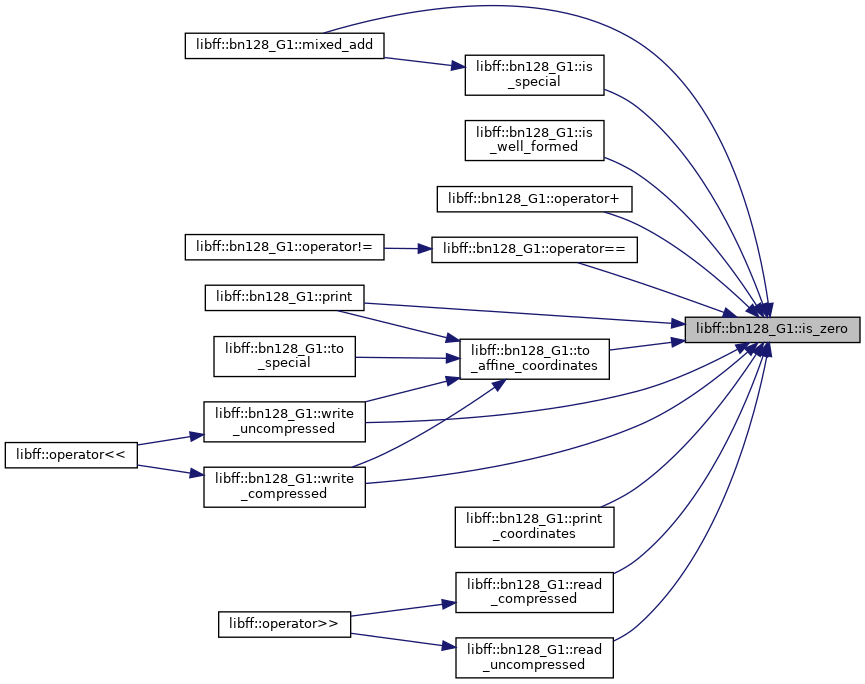 libff::bn128_G1::mixed_add
libff::bn128_G1::is
_special
libff::bn128_G1::is
_well_formed
libff::bn128_G1::operator+
libff::bn128_G1::operator!=
libff::bn128_G1::operator==
libff::bn128_G1::print
libff::bn128_G1::is_zero
libff::bn128_G1::to
_special
libff::bn128_G1::to
_affine_coordinates
libff::bn128_G1::write
_uncompressed
libff::operator<<
libff::bn128_G1::write
_compressed
libff::bn128_G1::print
_coordinates
libff::bn128_G1::read
_compressed
libff::operator>>
libff::bn128_G1::read
_uncompressed